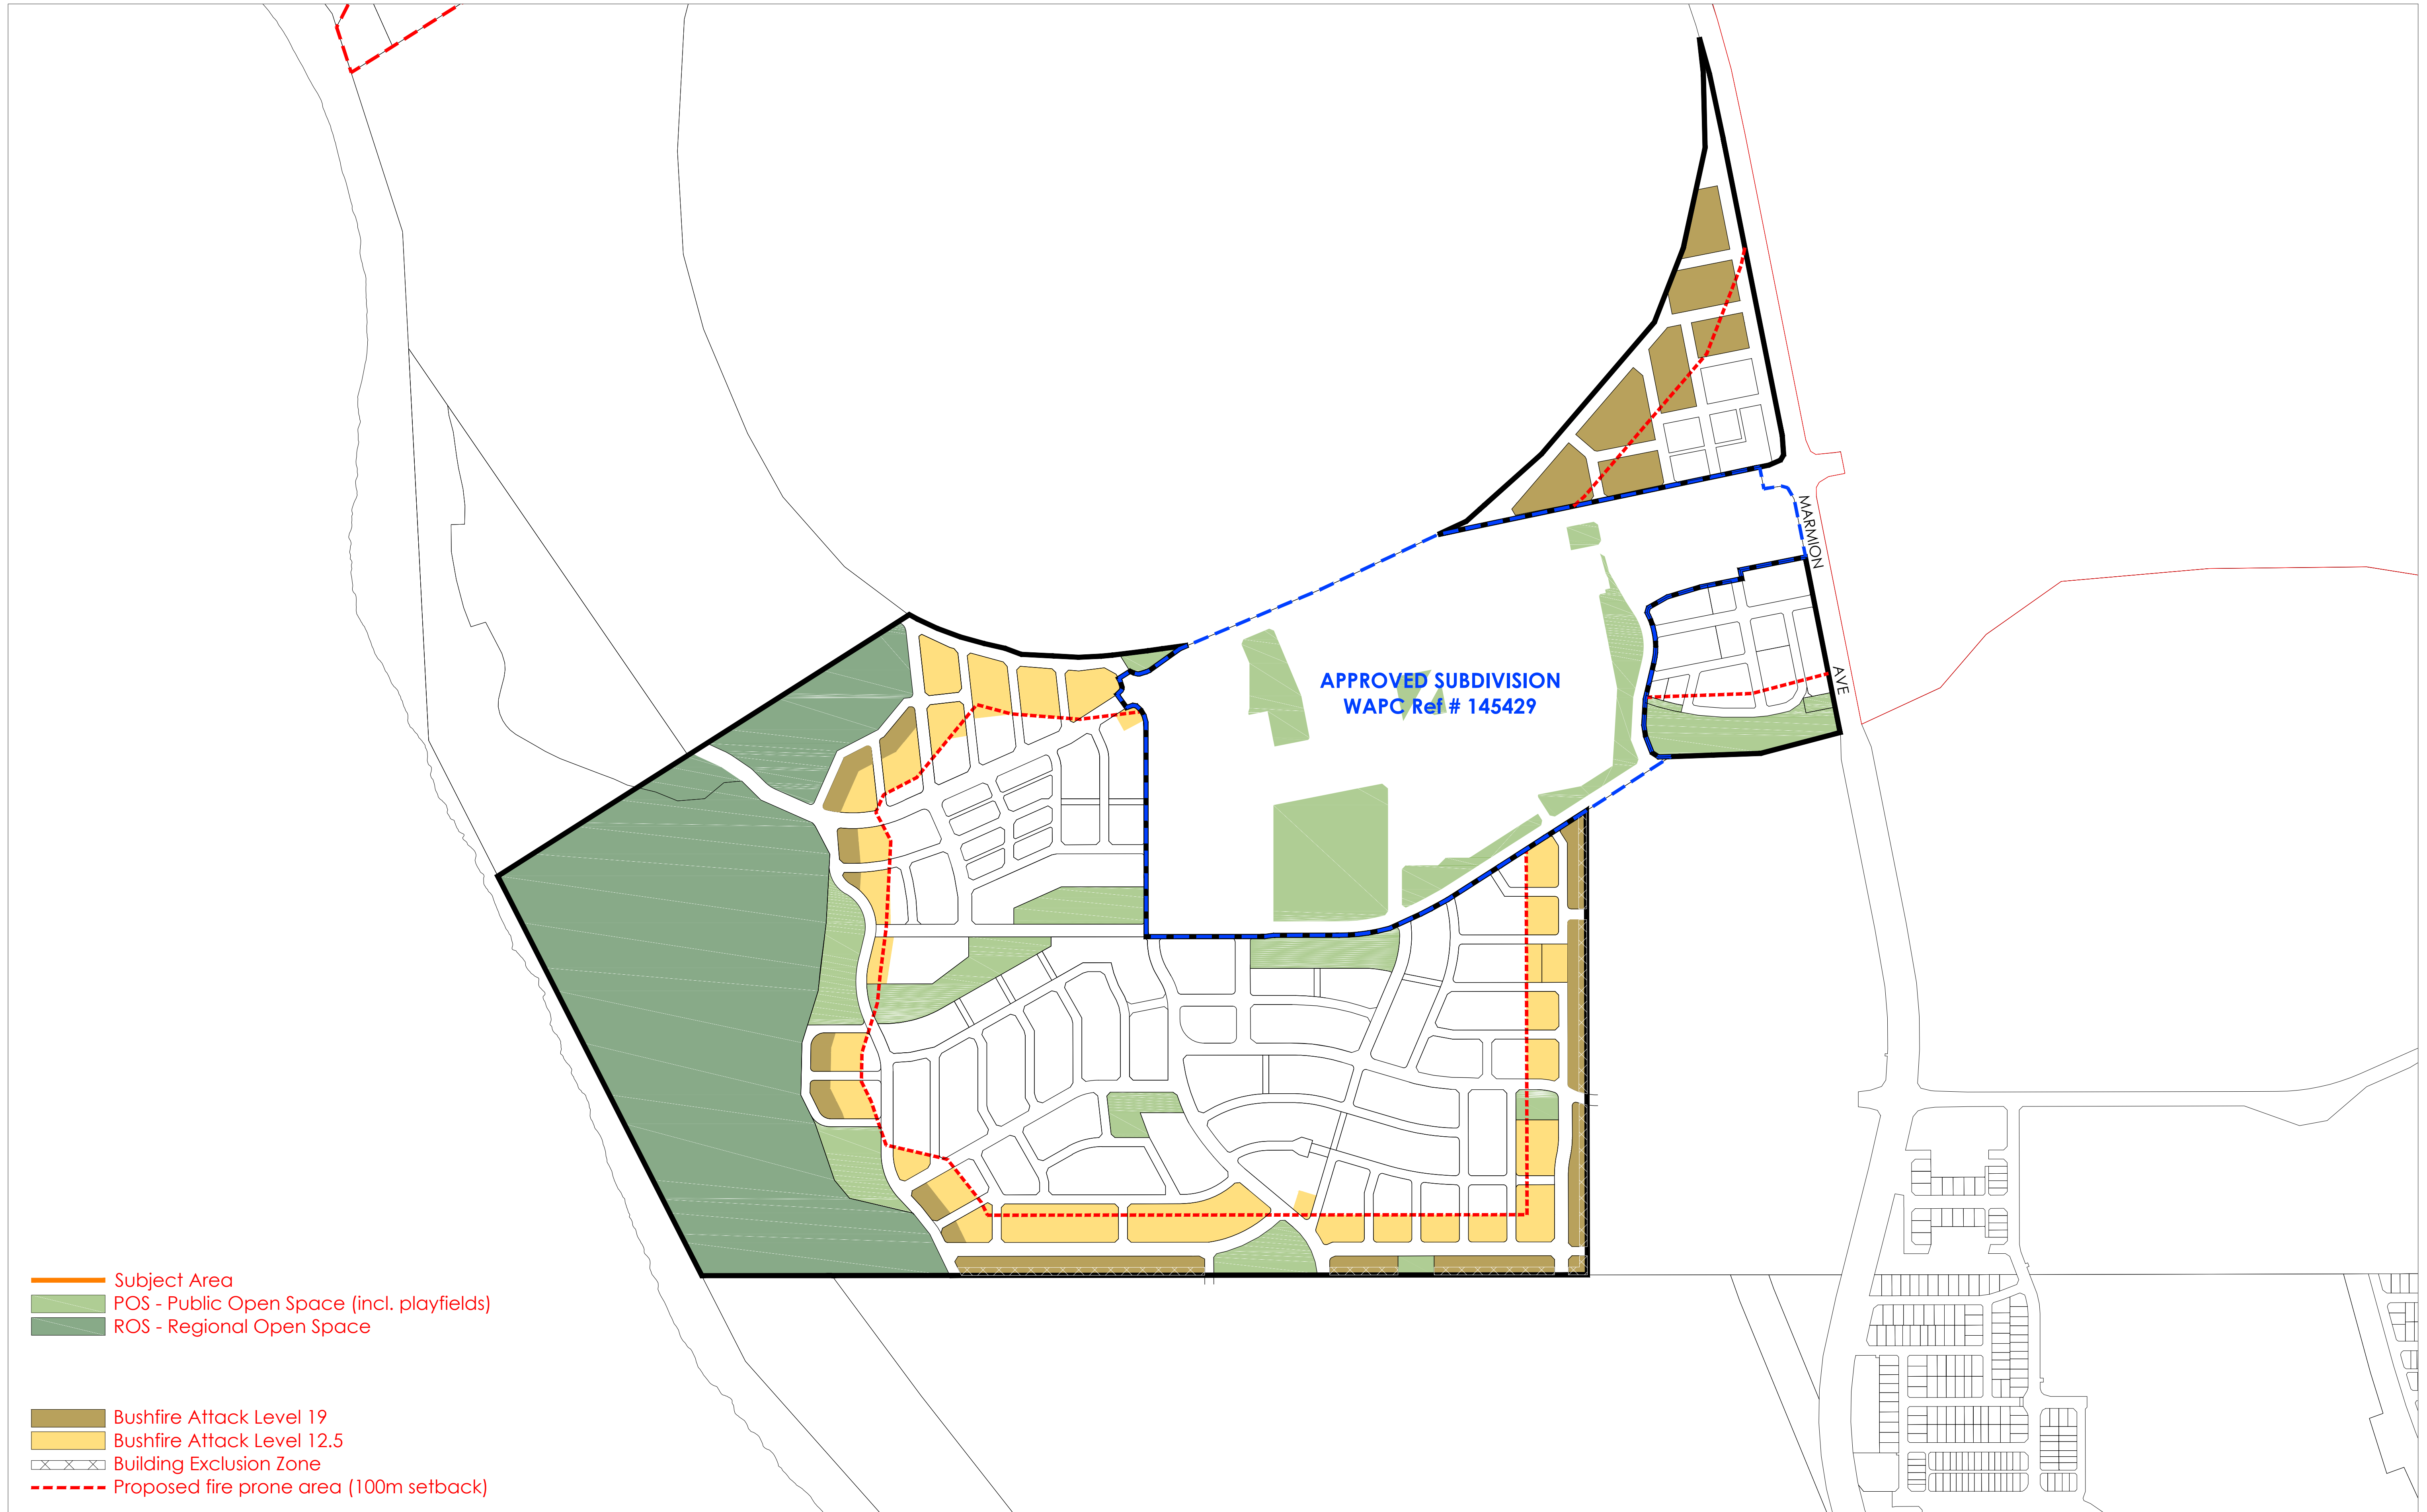 MARMION
AVE
APPROVED SUBDIVISION
WAPC Ref # 145429
Subject Area
POS - Public Open Space (incl. playfields)
ROS - Regional Open Space
Bushfire Attack Level 19
Bushfire Attack Level 12.5
Building Exclusion Zone
Proposed fire prone area (100m setback)